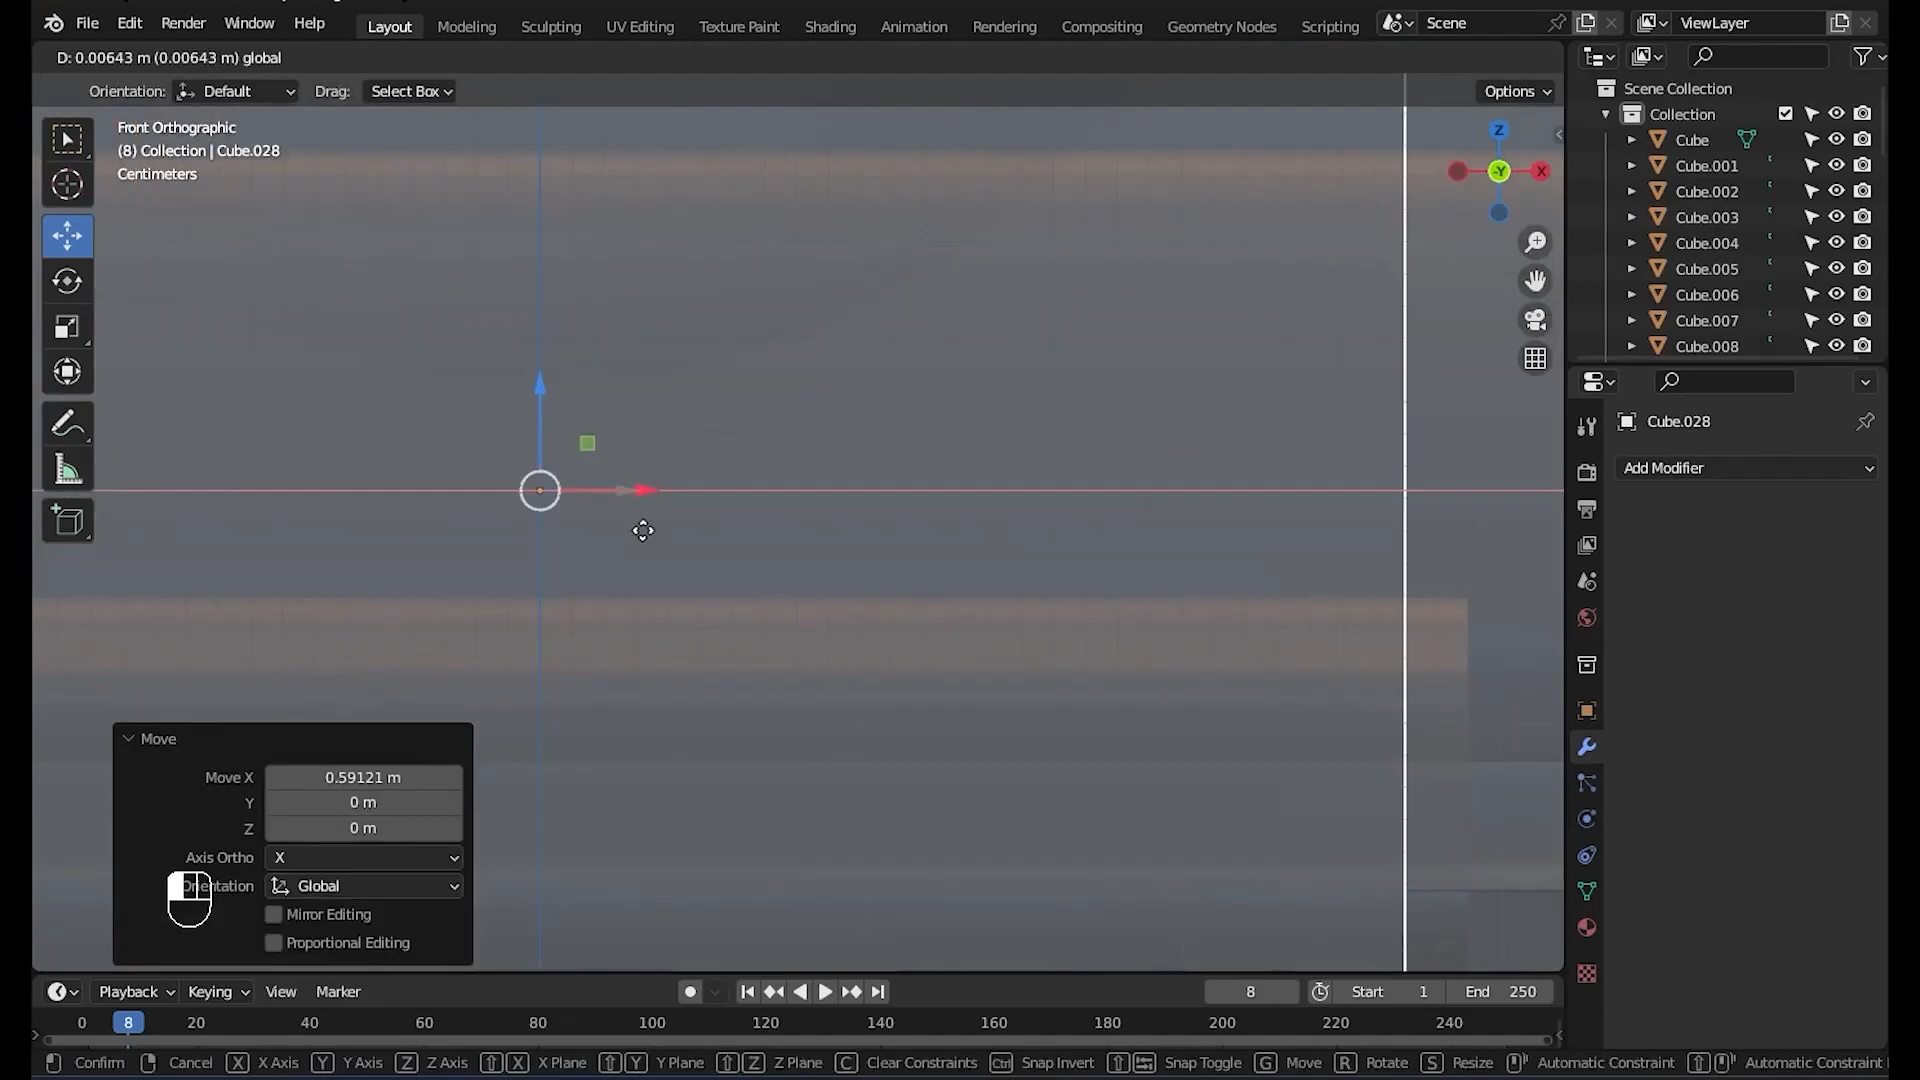 File Edit Render Window Help Layout Modeling Sculpting UV Editing Texture Paint Shading Animation Rendering Compositing Geometry Nodes Scripting Scene ViewLayer
D: 0.00643 m (0.00643 m) global
Orientation: Default Drag: Select Box Options
Front Orthographic
(8) Collection | Cube.028
Centimeters
Z
-Y X
Scene Collection
Collection
Cube
Cube.001
Cube.002
Cube.003
Cube.004
Cube.005
Cube.006
Cube.007
Cube.008
Cube.028
Add Modifier
Move
Move X 0.59121 m
Y 0 m
Z 0 m
Axis Ortho X
Orientation Global
Mirror Editing
Proportional Editing
Playback Keying View Marker 8 Start 1 End 250
0 8 20 40 60 80 100 120 140 160 180 200 220 240
Confirm Cancel X X Axis Y Y Axis Z Z Axis X X Plane Y Y Plane Z Z Plane C Clear Constraints Ctrl Snap Invert Snap Toggle G Move R Rotate S Resize Automatic Constraint Automatic Constraint